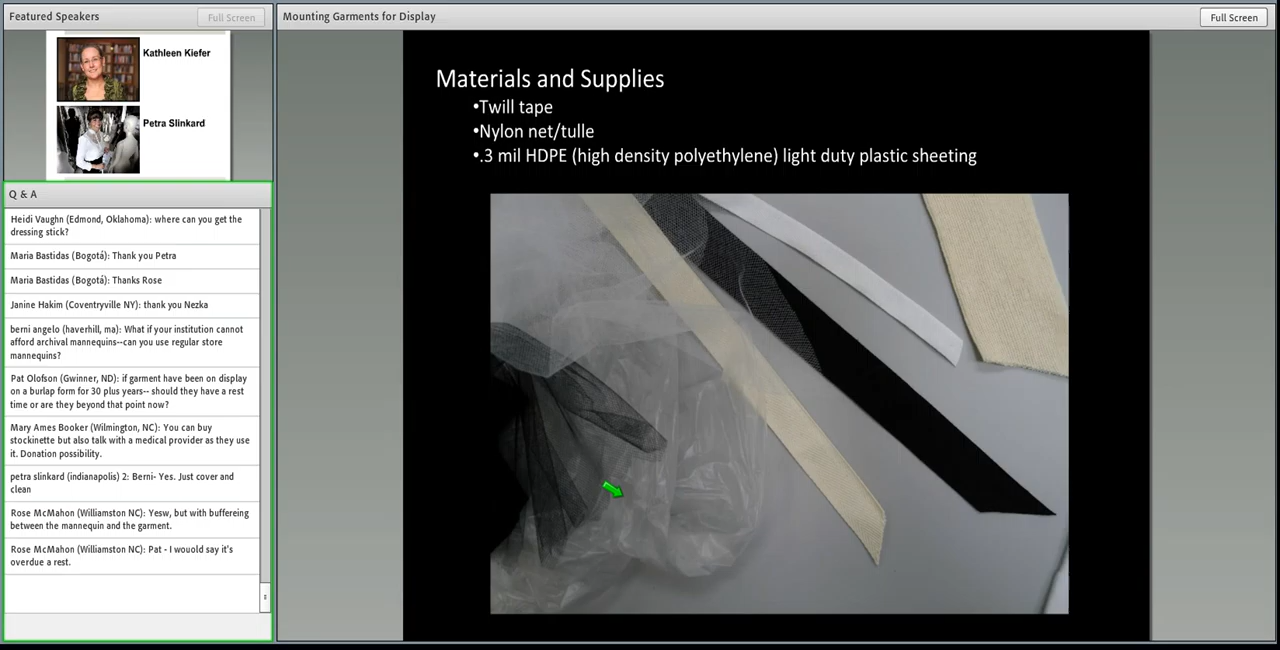 Featured Speakers
Full Screen
Kathleen Kiefer
Petra Slinkard
Q & A
Heidi Vaughn (Edmond, Oklahoma): where can you get the
dressing stick?
Maria Bastidas (Bogotá): Thank you Petra
Maria Bastidas (Bogotá): Thanks Rose
Janine Hakim (Coventryville NY): thank you Nezka
berni angelo (haverhill, ma): What if your institution cannot
afford archival mannequins--can you use regular store
mannequins?
Pat Olofson (Gwinner, ND): if garment have been on display
on a burlap form for 30 plus years-- should they have a rest
time or are they beyond that point now?
Mary Ames Booker (Wilmington, NC): You can buy
stockinette but also talk with a medical provider as they use
it. Donation possibility.
petra slinkard (indianapolis) 2: Berni- Yes. Just cover and
clean
Rose McMahon (Williamston NC): Yesw, but with buffereing
between the mannequin and the garment.
Rose McMahon (Williamston NC): Pat - I wouold say it's
overdue a rest.
Mounting Garments for Display
Full Screen
Materials and Supplies
•Twill tape
•Nylon net/tulle
•.3 mil HDPE (high density polyethylene) light duty plastic sheeting